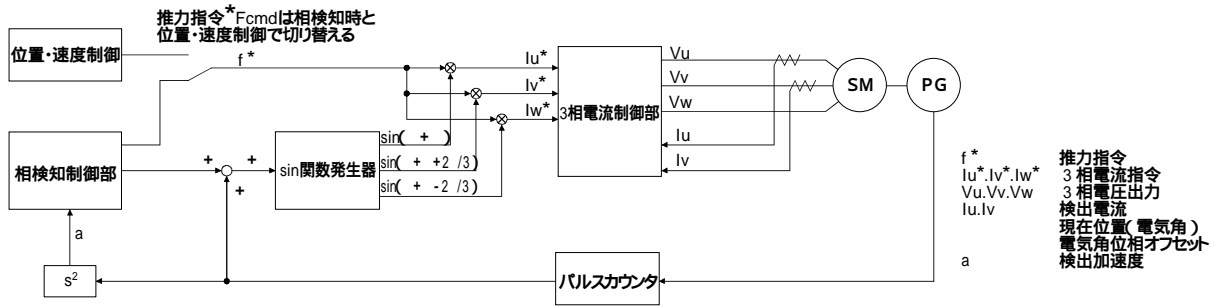 推力指令*Fcmdは相検知時と
位置・速度制御で切り替える
位置・速度制御
f*
Iu*
Iv*
Iw*
3相電流制御部
Vu
Vv
Vw
SM
PG
Iu
Iv
相検知制御部
+
+
+
sin関数発生器
sin( + )
sin( + +2 /3)
sin( + -2 /3)
a
s²
パルスカウンタ
f* 推力指令
Iu*.Iv*.Iw* 3相電流指令
Vu.Vv.Vw 3相電圧出力
Iu.Iv 検出電流
現在位置(電気角)
電気角位相オフセット
a 検出加速度